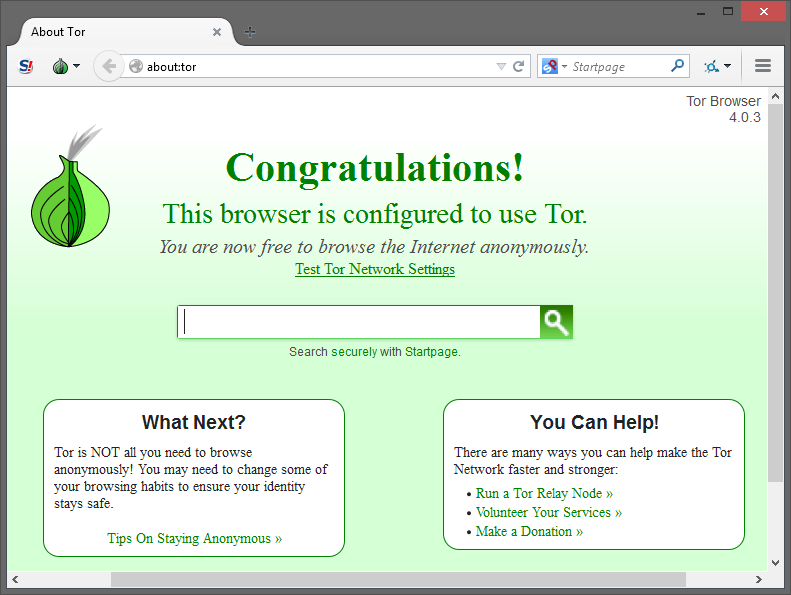 About Tor
S!
about:tor
Startpage
Tor Browser
4.0.3
Congratulations!
This browser is configured to use Tor.
You are now free to browse the Internet anonymously.
Test Tor Network Settings
Search securely with Startpage.
What Next?
Tor is NOT all you need to browse
anonymously! You may need to change some of
your browsing habits to ensure your identity
stays safe.
Tips On Staying Anonymous »
You Can Help!
There are many ways you can help make the Tor
Network faster and stronger:
• Run a Tor Relay Node »
• Volunteer Your Services »
• Make a Donation »